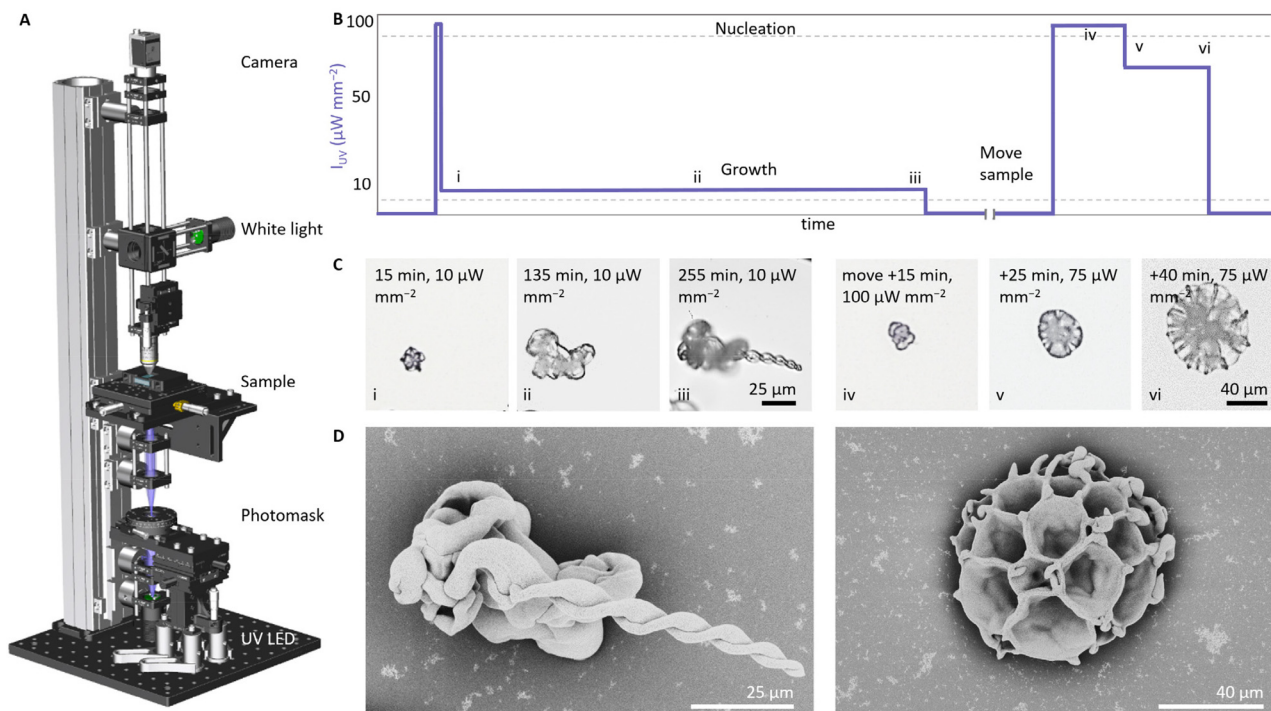 A
Camera
White light
Sample
Photomask
UV LED
B
I_UV (µW mm⁻²)
100
50
10
Nucleation
Growth
Move
sample
i
ii
iii
iv
v
vi
time
C
15 min, 10 µW
mm⁻²
i
135 min, 10 µW
mm⁻²
ii
255 min, 10 µW
mm⁻²
iii
25 µm
move +15 min,
100 µW mm⁻²
iv
+25 min, 75 µW
mm⁻²
v
+40 min, 75 µW
mm⁻²
vi
40 µm
D
25 µm
40 µm